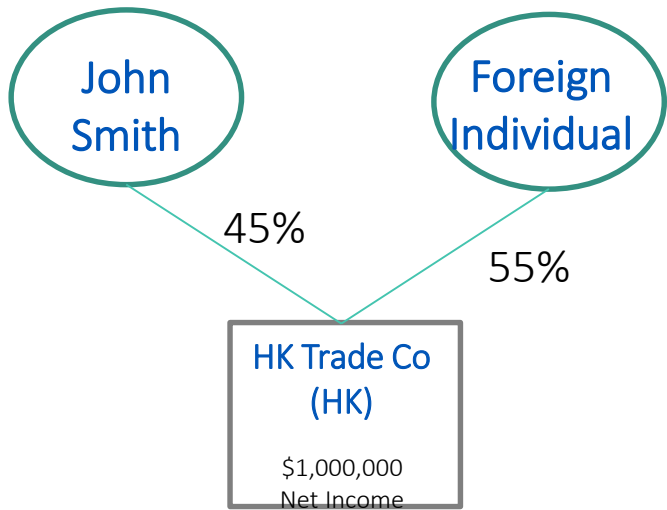 John
Smith
Foreign
Individual
45%
55%
HK Trade Co
(HK)
$1,000,000
Net Income